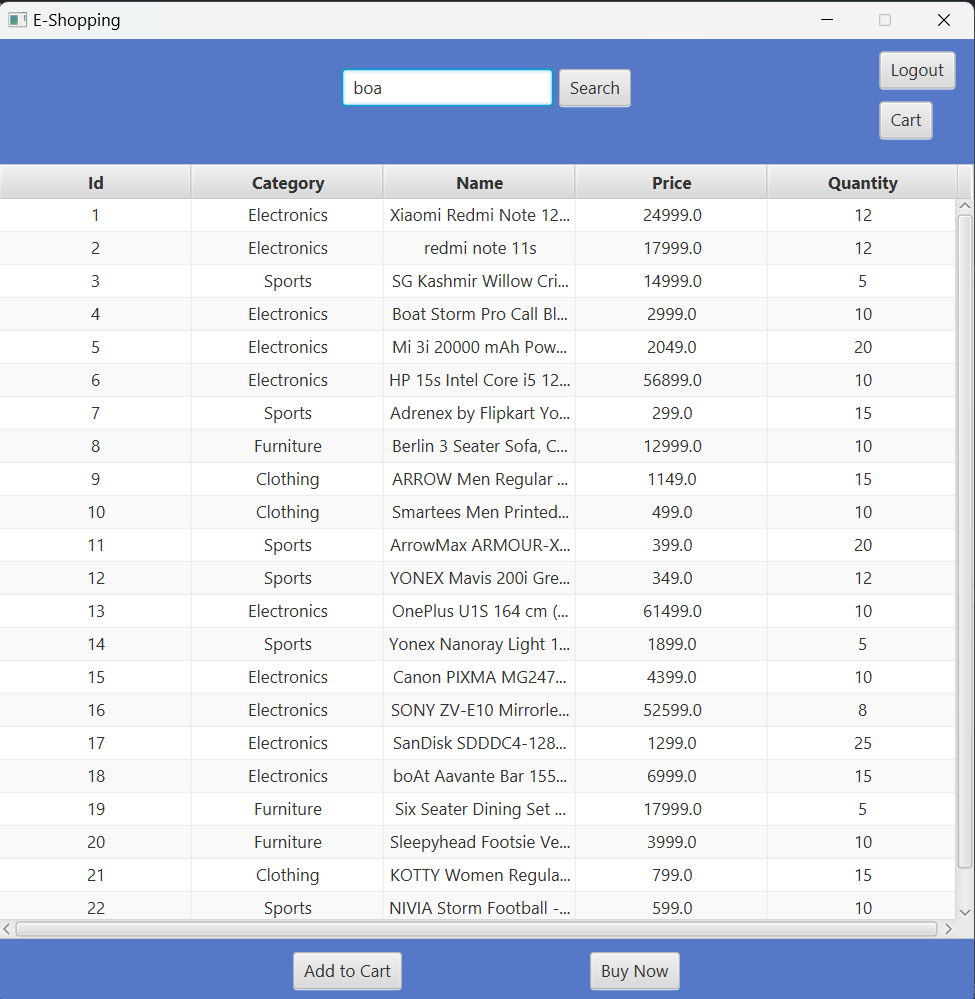 E-Shopping
boa Search
Logout
Cart
Id Category Name Price Quantity
1 Electronics Xiaomi Redmi Note 12... 24999.0 12
2 Electronics redmi note 11s 17999.0 12
3 Sports SG Kashmir Willow Cri... 14999.0 5
4 Electronics Boat Storm Pro Call Bl... 2999.0 10
5 Electronics Mi 3i 20000 mAh Pow... 2049.0 20
6 Electronics HP 15s Intel Core i5 12... 56899.0 10
7 Sports Adrenex by Flipkart Yo... 299.0 15
8 Furniture Berlin 3 Seater Sofa, C... 12999.0 10
9 Clothing ARROW Men Regular ... 1149.0 15
10 Clothing Smartees Men Printed... 499.0 10
11 Sports ArrowMax ARMOUR-X... 399.0 20
12 Sports YONEX Mavis 200i Gre... 349.0 12
13 Electronics OnePlus U1S 164 cm (... 61499.0 10
14 Sports Yonex Nanoray Light 1... 1899.0 5
15 Electronics Canon PIXMA MG247... 4399.0 10
16 Electronics SONY ZV-E10 Mirrorle... 52599.0 8
17 Electronics SanDisk SDDDC4-128... 1299.0 25
18 Electronics boAt Aavante Bar 155... 6999.0 15
19 Furniture Six Seater Dining Set ... 17999.0 5
20 Furniture Sleepyhead Footsie Ve... 3999.0 10
21 Clothing KOTTY Women Regula... 799.0 15
22 Sports NIVIA Storm Football -... 599.0 10
Add to Cart Buy Now